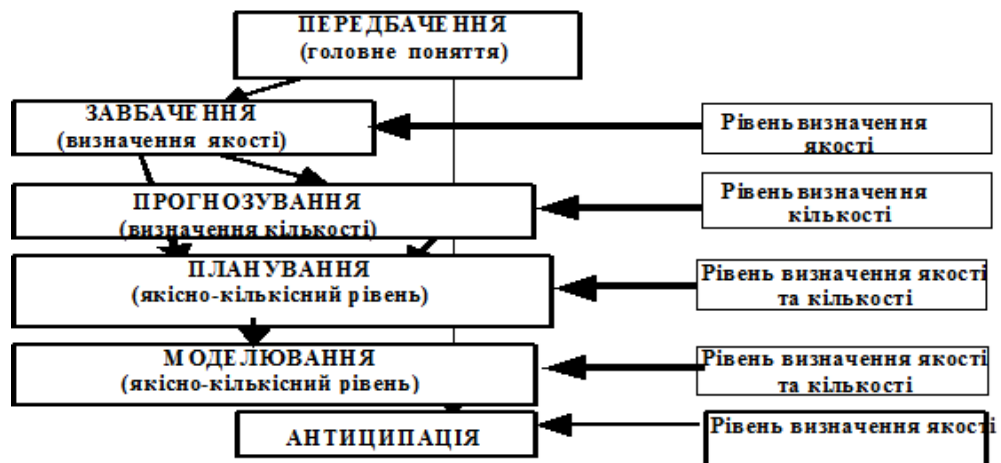 ПЕРЕДБАЧЕННЯ
(головне поняття)
ЗАВБАЧЕННЯ
(визначення якості)
Рівень визначення
якості
ПРОГНОЗУВАННЯ
(визначення кількості)
Рівень визначення
кількості
ПЛАНУВАННЯ
(якісно-кількісний рівень)
Рівень визначення якості
та кількості
МОДЕЛЮВАННЯ
(якісно-кількісний рівень)
Рівень визначення якості
та кількості
АНТИЦИПАЦІЯ
Рівень визначення якості